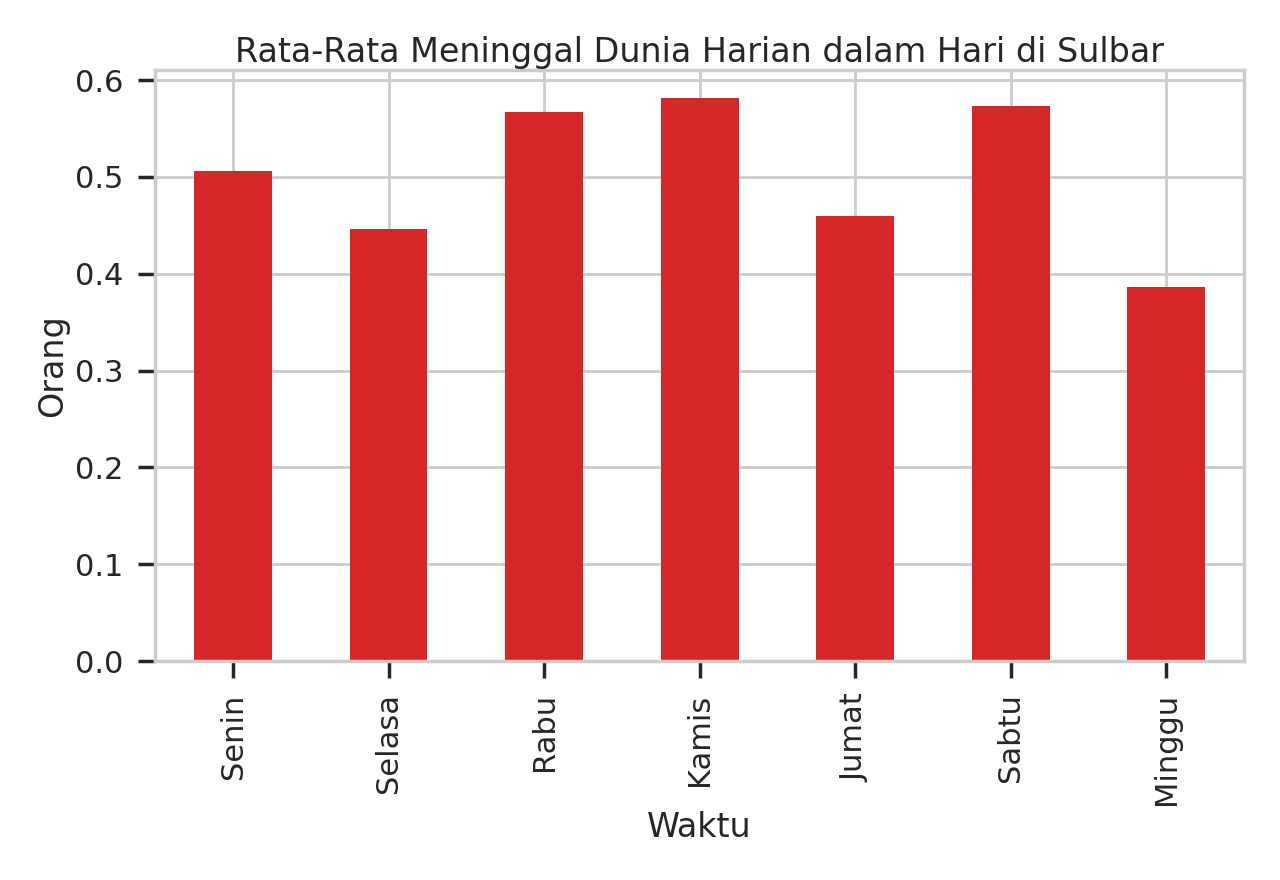 Rata-Rata Meninggal Dunia Harian dalam Hari di Sulbar
0.6
0.5
0.4
0.3
0.2
0.1
0.0
Orang
Senin
Selasa
Rabu
Kamis
Jumat
Sabtu
Minggu
Waktu